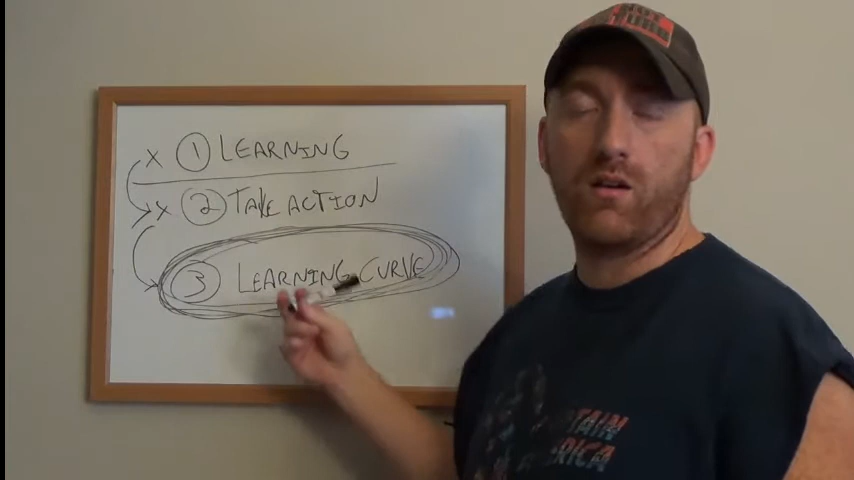 X ① LEARNING
X ② TAKE ACTION
③ LEARNING CURVE
CAPTAIN
AMERICA